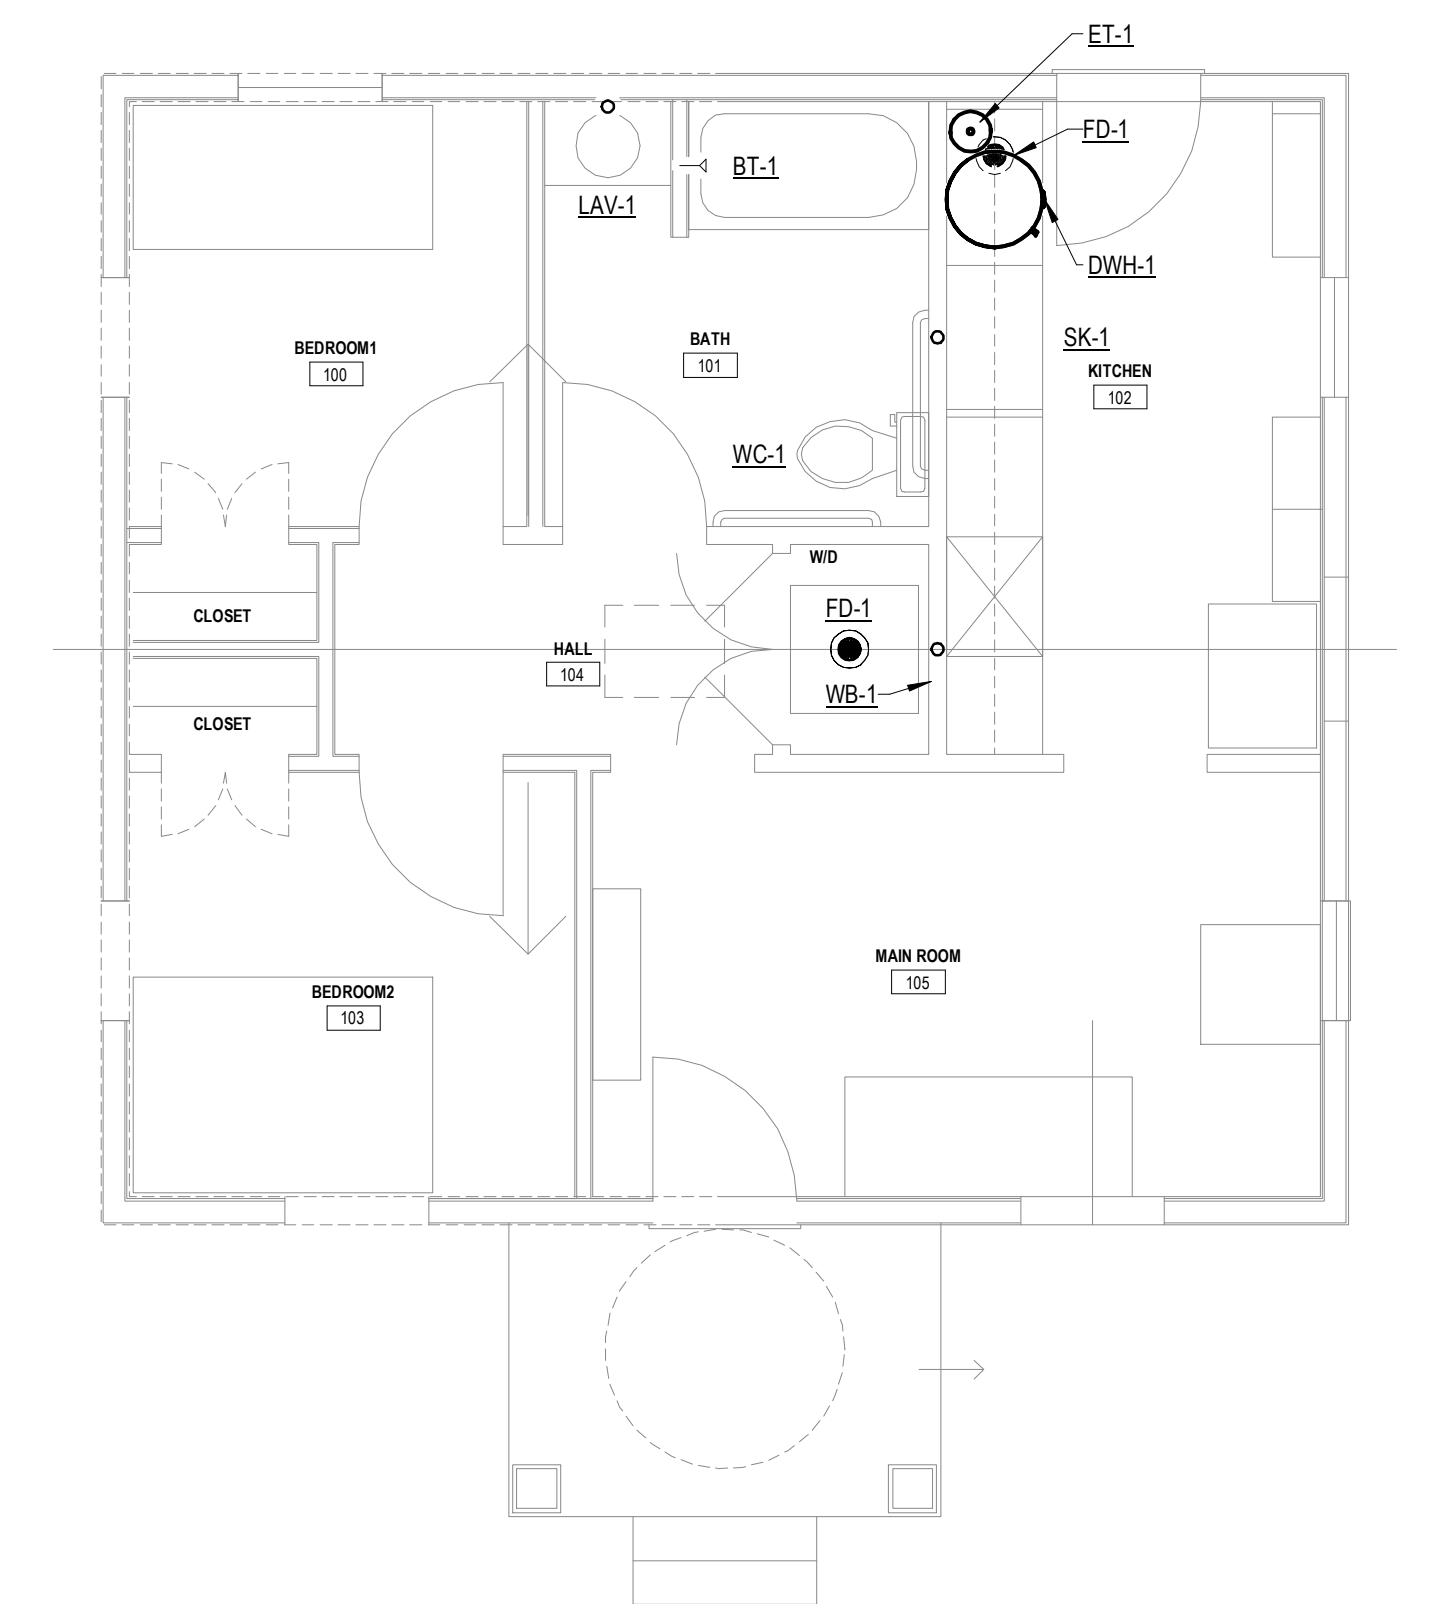 ET-1
FD-1
BT-1
LAV-1
DWH-1
SK-1
BEDROOM1
100
BATH
101
KITCHEN
102
WC-1
W/D
FD-1
CLOSET
HALL
104
WB-1
CLOSET
MAIN ROOM
105
BEDROOM2
103